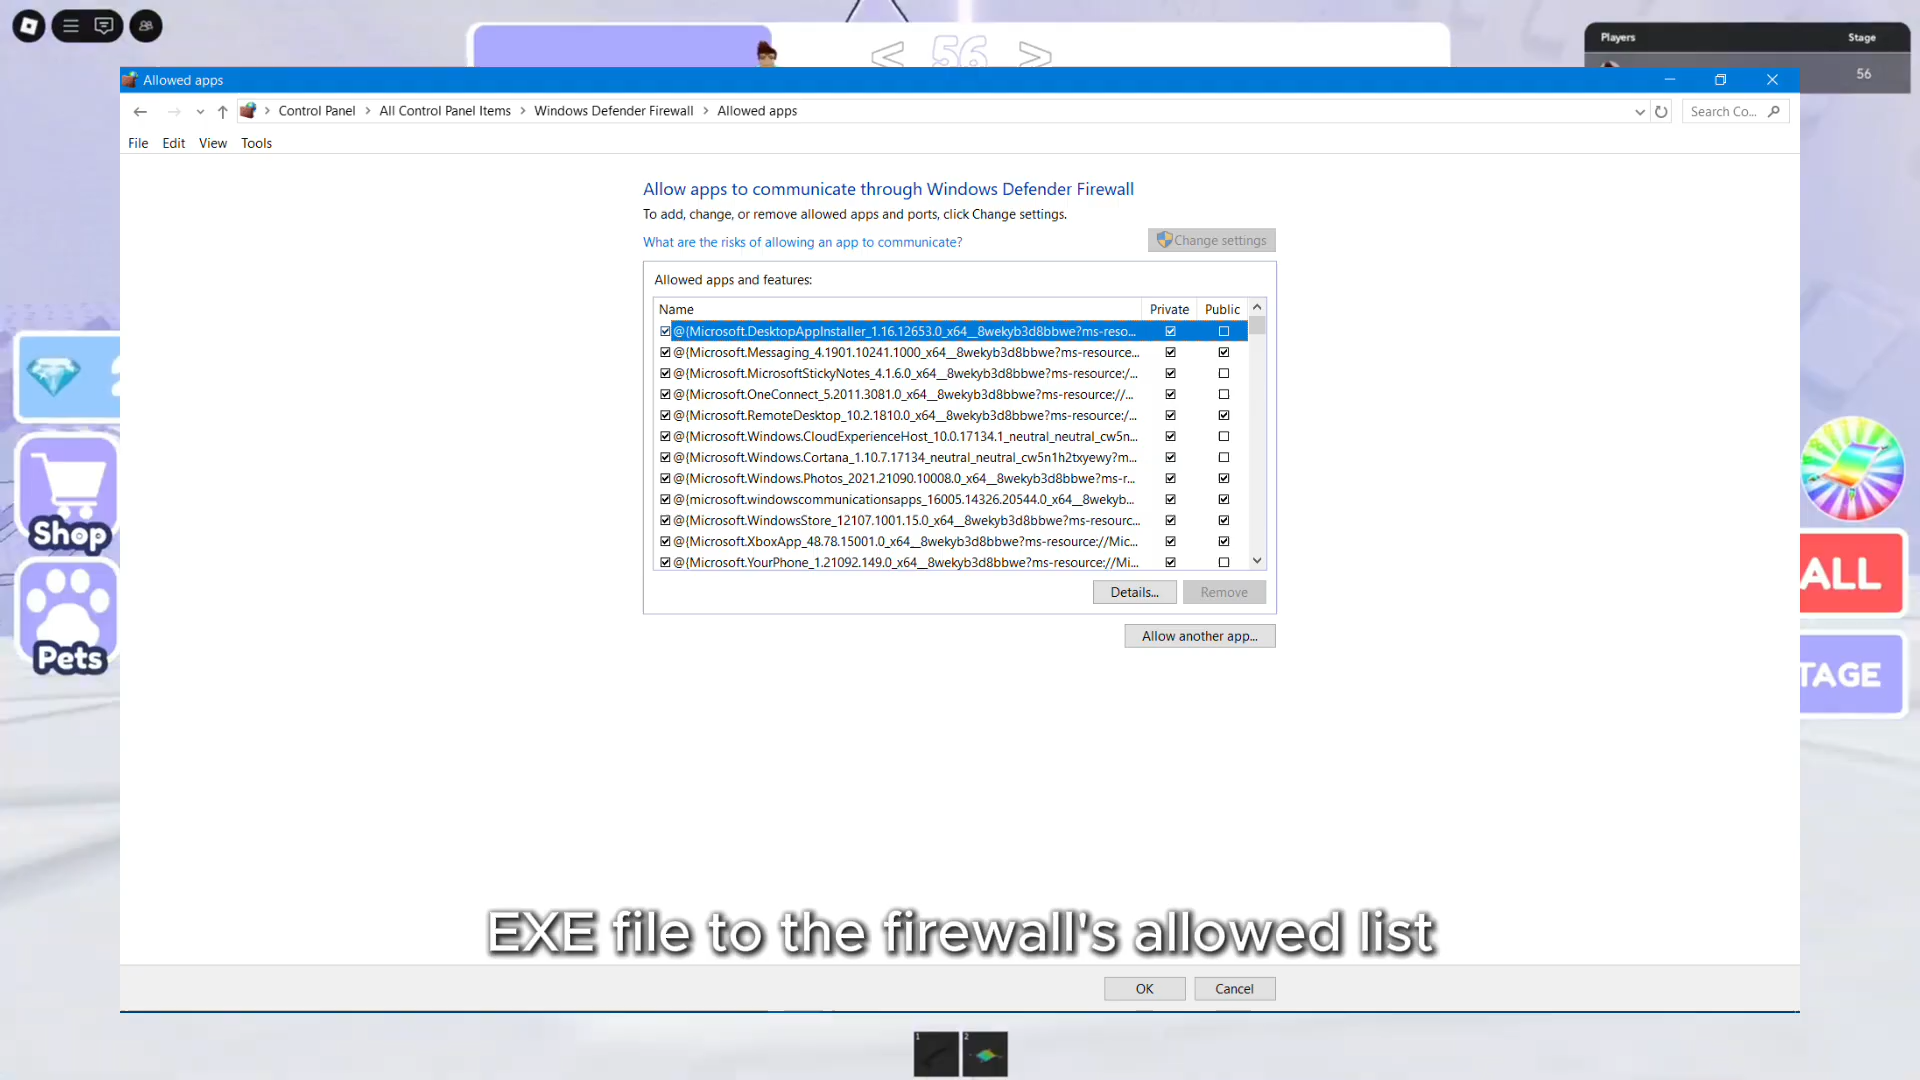 < 56 >
Players Stage
56
Allowed apps
Control Panel > All Control Panel Items > Windows Defender Firewall > Allowed apps
Search Co...
File Edit View Tools
Allow apps to communicate through Windows Defender Firewall
To add, change, or remove allowed apps and ports, click Change settings.
What are the risks of allowing an app to communicate?
Change settings
Allowed apps and features:
Name Private Public
@{Microsoft.DesktopAppInstaller_1.16.12653.0_x64__8wekyb3d8bbwe?ms-reso...
@{Microsoft.Messaging_4.1901.10241.1000_x64__8wekyb3d8bbwe?ms-resource...
@{Microsoft.MicrosoftStickyNotes_4.1.6.0_x64__8wekyb3d8bbwe?ms-resource:/...
@{Microsoft.OneConnect_5.2011.3081.0_x64__8wekyb3d8bbwe?ms-resource://...
@{Microsoft.RemoteDesktop_10.2.1810.0_x64__8wekyb3d8bbwe?ms-resource:/...
@{Microsoft.Windows.CloudExperienceHost_10.0.17134.1_neutral_neutral_cw5n...
@{Microsoft.Windows.Cortana_1.10.7.17134_neutral_neutral_cw5n1h2txyewy?m...
@{Microsoft.Windows.Photos_2021.21090.10008.0_x64__8wekyb3d8bbwe?ms-r...
@{microsoft.windowscommunicationsapps_16005.14326.20544.0_x64__8wekyb...
@{Microsoft.WindowsStore_12107.1001.15.0_x64__8wekyb3d8bbwe?ms-resourc...
@{Microsoft.XboxApp_48.78.15001.0_x64__8wekyb3d8bbwe?ms-resource://Mic...
@{Microsoft.YourPhone_1.21092.149.0_x64__8wekyb3d8bbwe?ms-resource://Mi...
Details... Remove
Allow another app...
Shop
Pets
ALL
TAGE
EXE file to the firewall's allowed list
OK Cancel
1 2